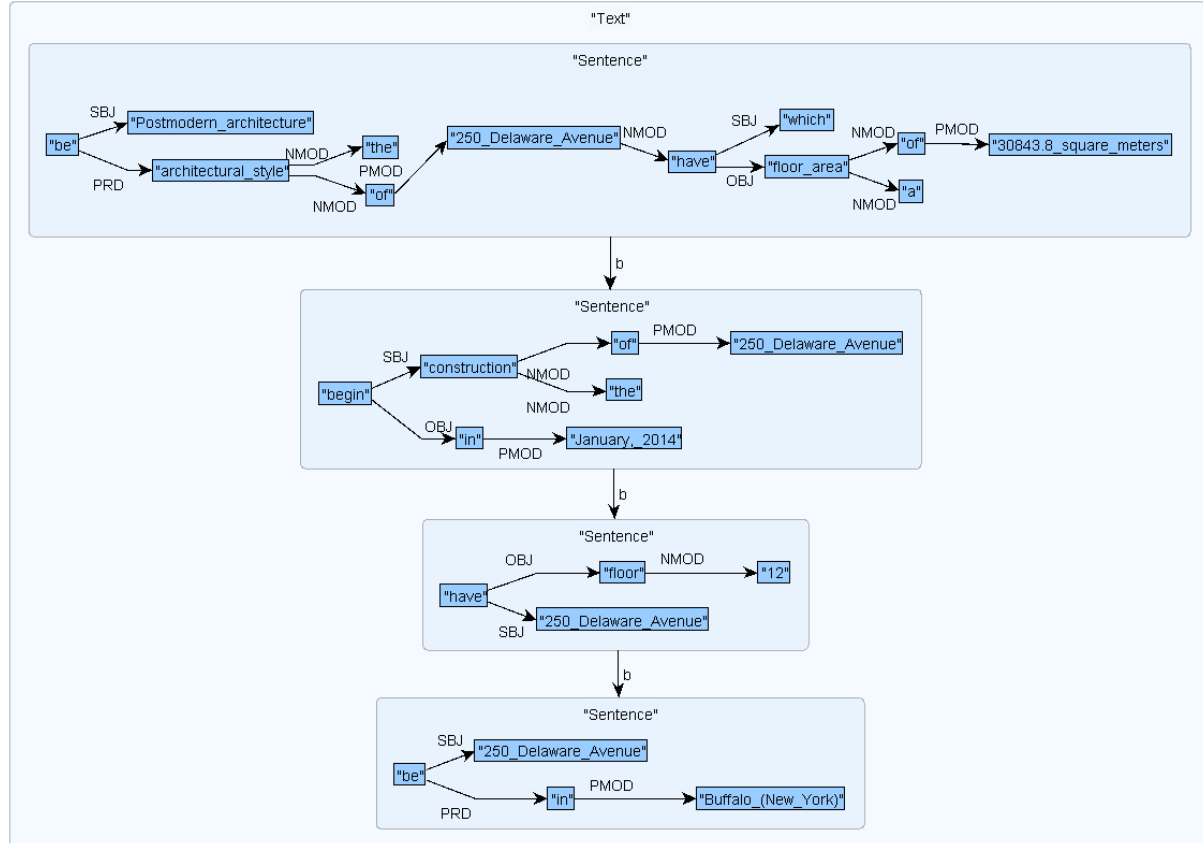 "Text"
"Sentence"
"be"
SBJ
"Postmodern_architecture"
PRD
"architectural_style"
NMOD
"the"
NMOD
"of"
PMOD
"250_Delaware_Avenue"
NMOD
"have"
SBJ
"which"
OBJ
"floor_area"
NMOD
"of"
PMOD
"30843.8_square_meters"
NMOD
"a"
b
"Sentence"
"begin"
SBJ
"construction"
NMOD
"of"
PMOD
"250_Delaware_Avenue"
NMOD
"the"
OBJ
"in"
PMOD
"January,_2014"
b
"Sentence"
"have"
OBJ
"floor"
NMOD
"12"
SBJ
"250_Delaware_Avenue"
b
"Sentence"
"be"
SBJ
"250_Delaware_Avenue"
PRD
"in"
PMOD
"Buffalo_(New_York)"